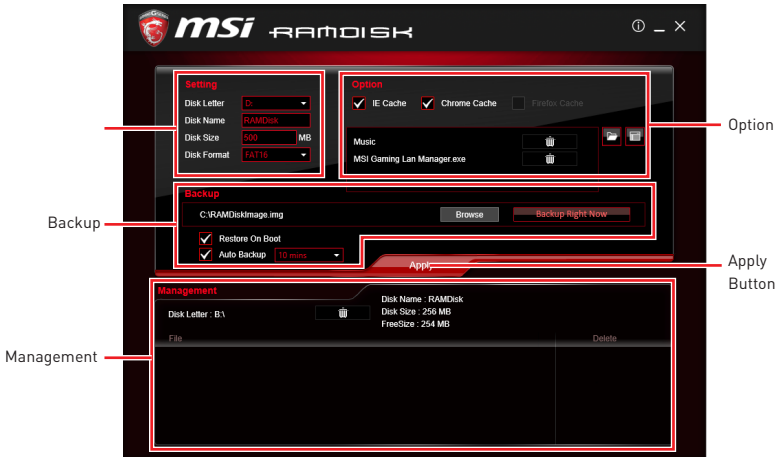 msi RAMDISK
Setting
Disk Letter D:
Disk Name RAMDisk
Disk Size 500 MB
Disk Format FAT16
Option
IE Cache Chrome Cache Firefox Cache
Music
MSI Gaming Lan Manager.exe
Option
Backup
Backup
C:\RAMDiskImage.img Browse Backup Right Now
Restore On Boot
Auto Backup 10 mins
Apply
Apply
Button
Management
Management
Disk Letter : B:\
Disk Name : RAMDisk
Disk Size : 256 MB
FreeSize : 254 MB
File Delete